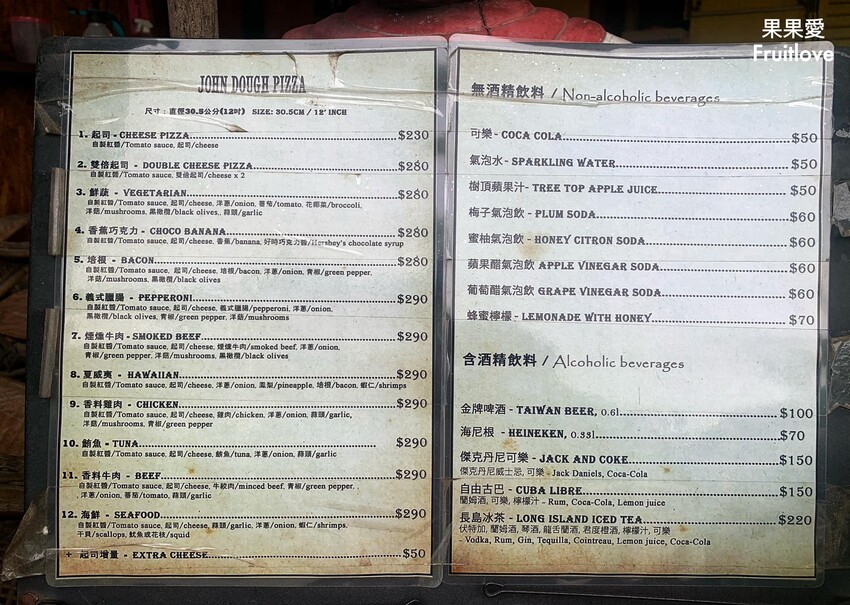 果果愛
Fruitlove
JOHN DOUGH PIZZA
尺寸 : 直徑30.5公分(12吋) SIZE: 30.5CM / 12' INCH
1. 起司 - CHEESE PIZZA $230
自製紅醬/Tomato sauce, 起司/cheese
2. 雙倍起司 - DOUBLE CHEESE PIZZA $280
自製紅醬/Tomato sauce, 雙倍起司/cheese x 2
3. 鮮蔬 - VEGETARIAN $280
自製紅醬/Tomato sauce, 起司/cheese, 洋蔥/onion, 蕃茄/tomato, 花椰菜/broccoli,
洋菇/mushrooms, 黑橄欖/black olives,, 蒜頭/garlic
4. 香蕉巧克力 - CHOCO BANANA $280
自製紅醬/Tomato sauce, 起司/cheese, 香蕉/banana, 好時巧克力醬/Hershey's chocolate syrup
5. 培根 - BACON $280
自製紅醬/Tomato sauce, 起司/cheese, 培根/bacon, 洋蔥/onion, 青椒/green pepper,
洋菇/mushrooms, 黑橄欖/black olives
6. 義式臘腸 - PEPPERONI $290
自製紅醬/Tomato sauce, 起司/cheese, 義式臘腸/pepperoni, 洋蔥/onion,
黑橄欖/black olives, 青椒/green pepper, 洋菇/mushrooms
7. 煙燻牛肉 - SMOKED BEEF $290
自製紅醬/Tomato sauce, 起司/cheese, 煙燻牛肉/smoked beef, 洋蔥/onion,
青椒/green pepper, 洋菇/mushrooms, 黑橄欖/black olives
8. 夏威夷 - HAWAIIAN $290
自製紅醬/Tomato sauce, 起司/cheese, 洋蔥/onion, 鳳梨/pineapple, 培根/bacon, 蝦仁/shrimps
9. 香料雞肉 - CHICKEN $290
自製紅醬/Tomato sauce, 起司/cheese, 雞肉/chicken, 洋蔥/onion, 蒜頭/garlic,
洋菇/mushrooms, 青椒/green pepper
10. 鮪魚 - TUNA $290
自製紅醬/Tomato sauce, 起司/cheese, 鮪魚/tuna, 洋蔥/onion, 蒜頭/garlic
11. 香料牛肉 - BEEF $290
自製紅醬/Tomato sauce, 起司/cheese, 牛絞肉/minced beef, 青椒/green pepper, .
, 洋蔥/onion, 蕃茄/tomato, 蒜頭/garlic
12. 海鮮 - SEAFOOD $290
自製紅醬/Tomato sauce, 起司/cheese, 蒜頭/garlic, 洋蔥/onion, 蝦仁/shrimps,
干貝/scallops, 魷魚或花枝/squid
+ 起司增量 - EXTRA CHEESE $50
無酒精飲料 / Non-alcoholic beverages
可樂 - COCA COLA $50
氣泡水 - SPARKLING WATER $50
樹頂蘋果汁 - TREE TOP APPLE JUICE $50
梅子氣泡飲 - PLUM SODA $60
蜜柚氣泡飲 - HONEY CITRON SODA $60
蘋果醋氣泡飲 APPLE VINEGAR SODA $60
葡萄醋氣泡飲 GRAPE VINEGAR SODA $60
蜂蜜檸檬 - LEMONADE WITH HONEY $70
含酒精飲料 / Alcoholic beverages
金牌啤酒 - TAIWAN BEER, 0.6l $100
海尼根 - HEINEKEN, 0.33l $70
傑克丹尼可樂 - JACK AND COKE $150
傑克丹尼威士忌, 可樂 - Jack Daniels, Coca-Cola
自由古巴 - CUBA LIBRE $150
蘭姆酒, 可樂, 檸檬汁 - Rum, Coca-Cola, Lemon juice
長島冰茶 - LONG ISLAND ICED TEA $220
伏特加, 蘭姆酒, 琴酒, 龍舌蘭酒, 君度橙酒, 檸檬汁, 可樂
- Vodka, Rum, Gin, Tequilla, Cointreau, Lemon juice, Coca-Cola